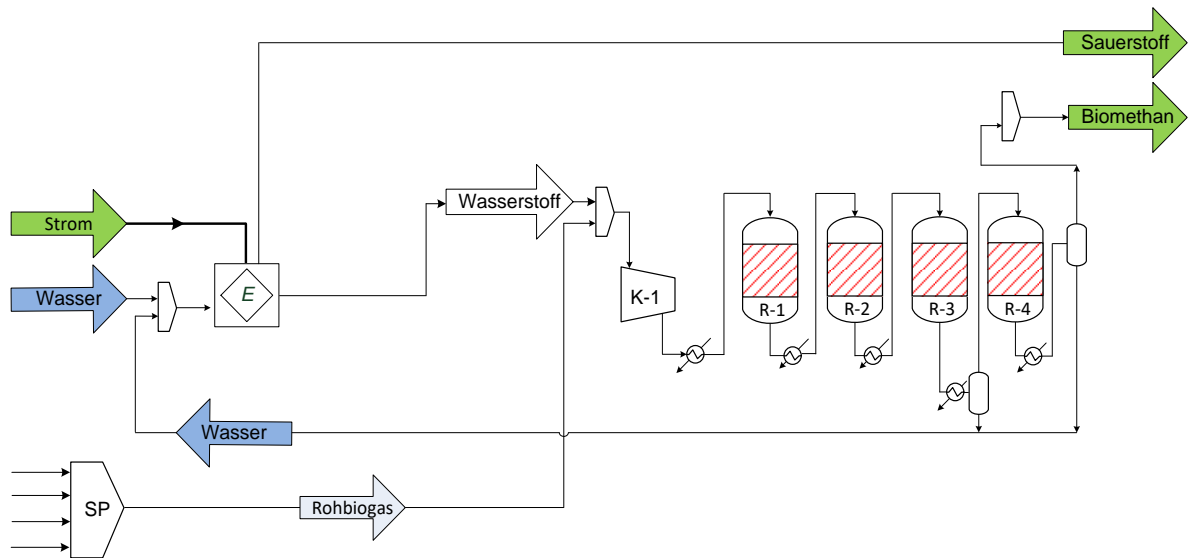 Sauerstoff
Biomethan
Wasserstoff
Strom
Wasser
E
K-1
R-1
R-2
R-3
R-4
Wasser
SP
Rohbiogas